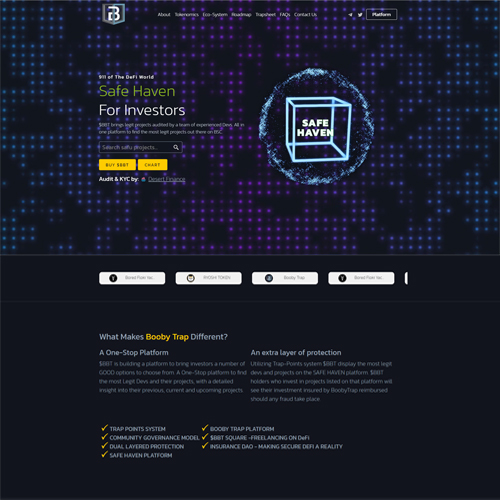 B
About Tokenomics Eco-System Roadmap Trapsheet FAQs Contact Us Platform
911 of The DeFi World
Safe Haven
For Investors
$BBT brings legit projects audited by a team of experienced Devs. All in
one platform to find the most legit projects out there on BSC.
Search safu projects...
BUY $BBT CHART
Audit & KYC by: Desert Finance
SAFE
HAVEN
Bored Floki Yac.. RYOSHI TOKEN Booby Trap Bored Floki Yac..
What Makes Booby Trap Different?
A One-Stop Platform
$BBT is building a platform to bring investors a number of
GOOD options to choose from. A One-Stop platform to find
the most Legit Devs and their projects, with a detailed
insight into their previous, current and upcoming projects.
An extra layer of protection
Utilizing Trap-Points system $BBT display the most legit
devs and projects on the SAFE HAVEN platform. $BBT
holders who invest in projects listed on that platform will
see their investment insured by BoobyTrap reimbursed
should any fraud take place
TRAP POINTS SYSTEM
COMMUNITY GOVERNANCE MODEL
DUAL LAYERED PROTECTION
SAFE HAVEN PLATFORM
BOOBY TRAP PLATFORM
$BBT SQUARE -FREELANCING ON DeFi
INSURANCE DAO - MAKING SECURE DEFI A REALITY